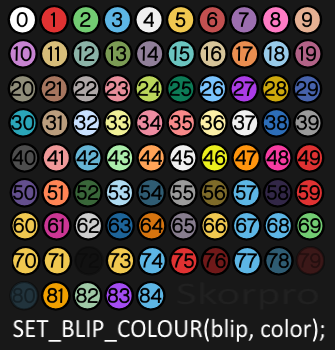 0 1 2 3 4 5 6 7 8 9
10 11 12 13 14 15 16 17 18 19
20 21 22 23 24 25 26 27 28 29
30 31 32 33 34 35 36 37 38 39
40 41 42 43 44 45 46 47 48 49
50 51 52 53 54 55 56 57 58 59
60 61 62 63 64 65 66 67 68 69
70 71 72 73 74 75 76 77 78 79
80 81 82 83 84 Skorpro
SET_BLIP_COLOUR(blip, color);